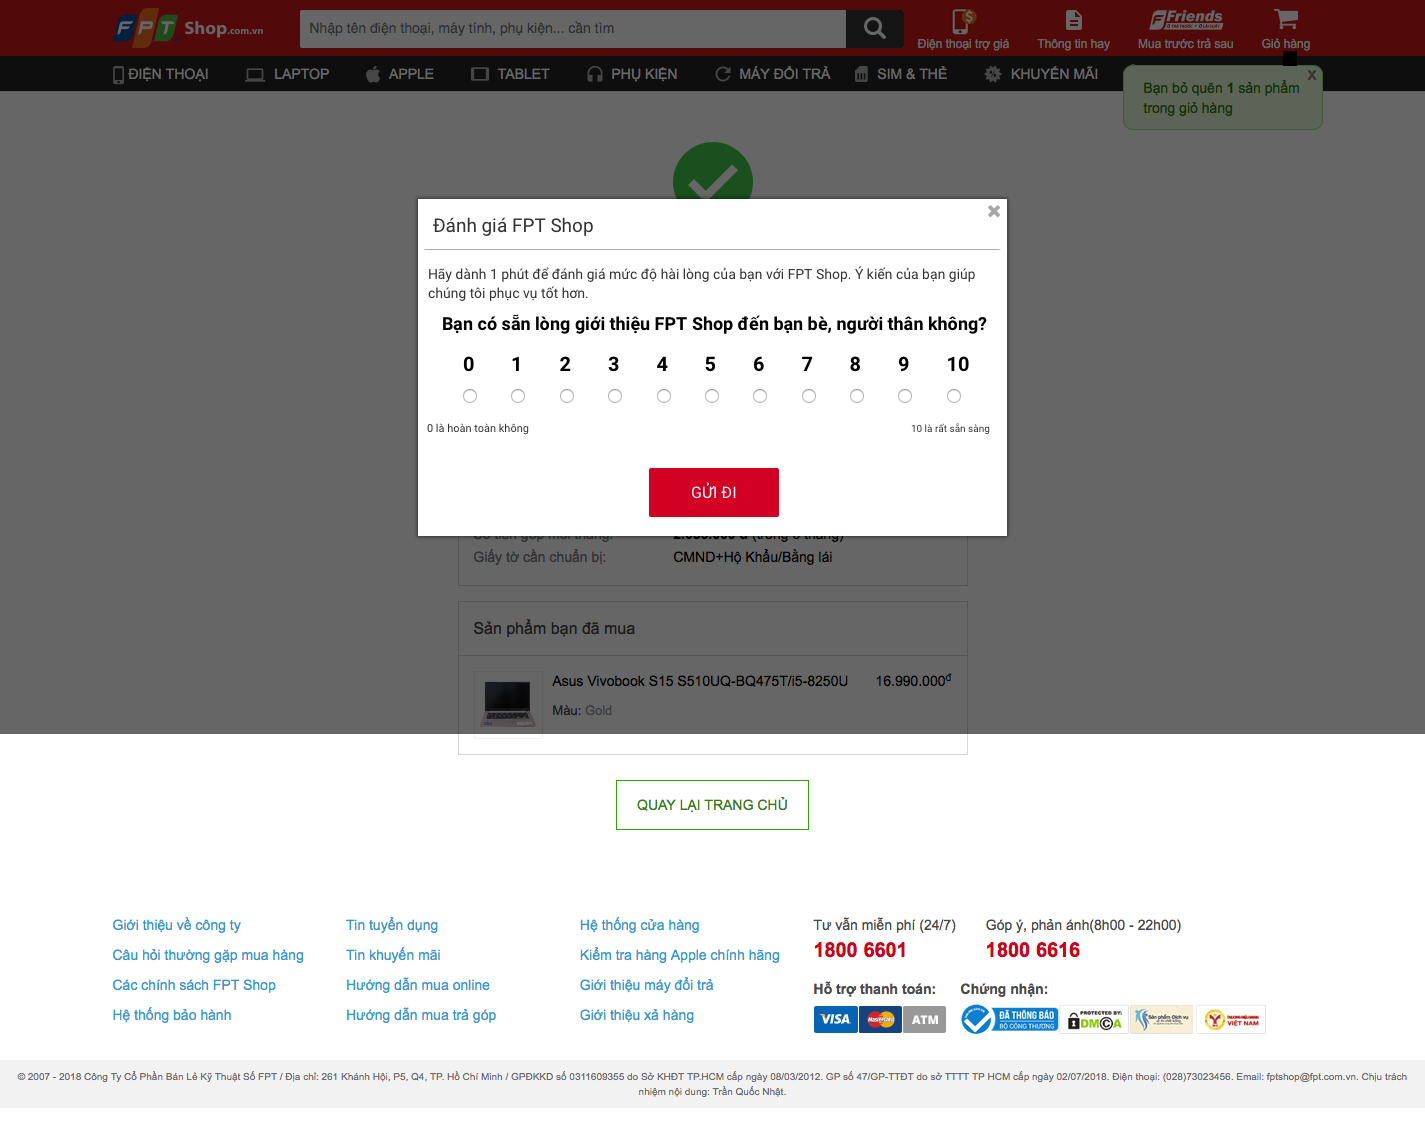 FPT Shop.com.vn
Nhập tên điện thoại, máy tính, phụ kiện... cần tìm
Điện thoại trợ giá
Thông tin hay
Friends
Mua trước trả sau
Giỏ hàng
ĐIỆN THOẠI
LAPTOP
APPLE
TABLET
PHỤ KIỆN
MÁY ĐỔI TRẢ
SIM & THẺ
KHUYẾN MÃI
x
Bạn bỏ quên 1 sản phẩm
trong giỏ hàng
Đánh giá FPT Shop
Hãy dành 1 phút để đánh giá mức độ hài lòng của bạn với FPT Shop. Ý kiến của bạn giúp
chúng tôi phục vụ tốt hơn.
Bạn có sẵn lòng giới thiệu FPT Shop đến bạn bè, người thân không?
0 1 2 3 4 5 6 7 8 9 10
0 là hoàn toàn không
10 là rất sẵn sàng
GỬI ĐI
Giấy tờ cần chuẩn bị: CMND+Hộ Khẩu/Bằng lái
Sản phẩm bạn đã mua
Asus Vivobook S15 S510UQ-BQ475T/i5-8250U 16.990.000đ
Màu: Gold
QUAY LẠI TRANG CHỦ
Giới thiệu về công ty
Câu hỏi thường gặp mua hàng
Các chính sách FPT Shop
Hệ thống bảo hành
Tin tuyển dụng
Tin khuyến mãi
Hướng dẫn mua online
Hướng dẫn mua trả góp
Hệ thống cửa hàng
Kiểm tra hàng Apple chính hãng
Giới thiệu máy đổi trả
Giới thiệu xả hàng
Tư vấn miễn phí (24/7)
1800 6601
Góp ý, phản ánh(8h00 - 22h00)
1800 6616
Hỗ trợ thanh toán:
VISA MasterCard ATM
Chứng nhận:
ĐÃ THÔNG BÁO
BỘ CÔNG THƯƠNG
PROTECTED BY:
DMCA
THƯƠNG HIỆU MẠNH
VIỆT NAM
© 2007 - 2018 Công Ty Cổ Phần Bán Lẻ Kỹ Thuật Số FPT / Địa chỉ: 261 Khánh Hội, P5, Q4, TP. Hồ Chí Minh / GPĐKKD số 0311609355 do Sở KHĐT TP.HCM cấp ngày 08/03/2012. GP số 47/GP-TTĐT do sở TTTT TP HCM cấp ngày 02/07/2018. Điện thoại: (028)73023456. Email: fptshop@fpt.com.vn. Chịu trách
nhiệm nội dung: Trần Quốc Nhật.